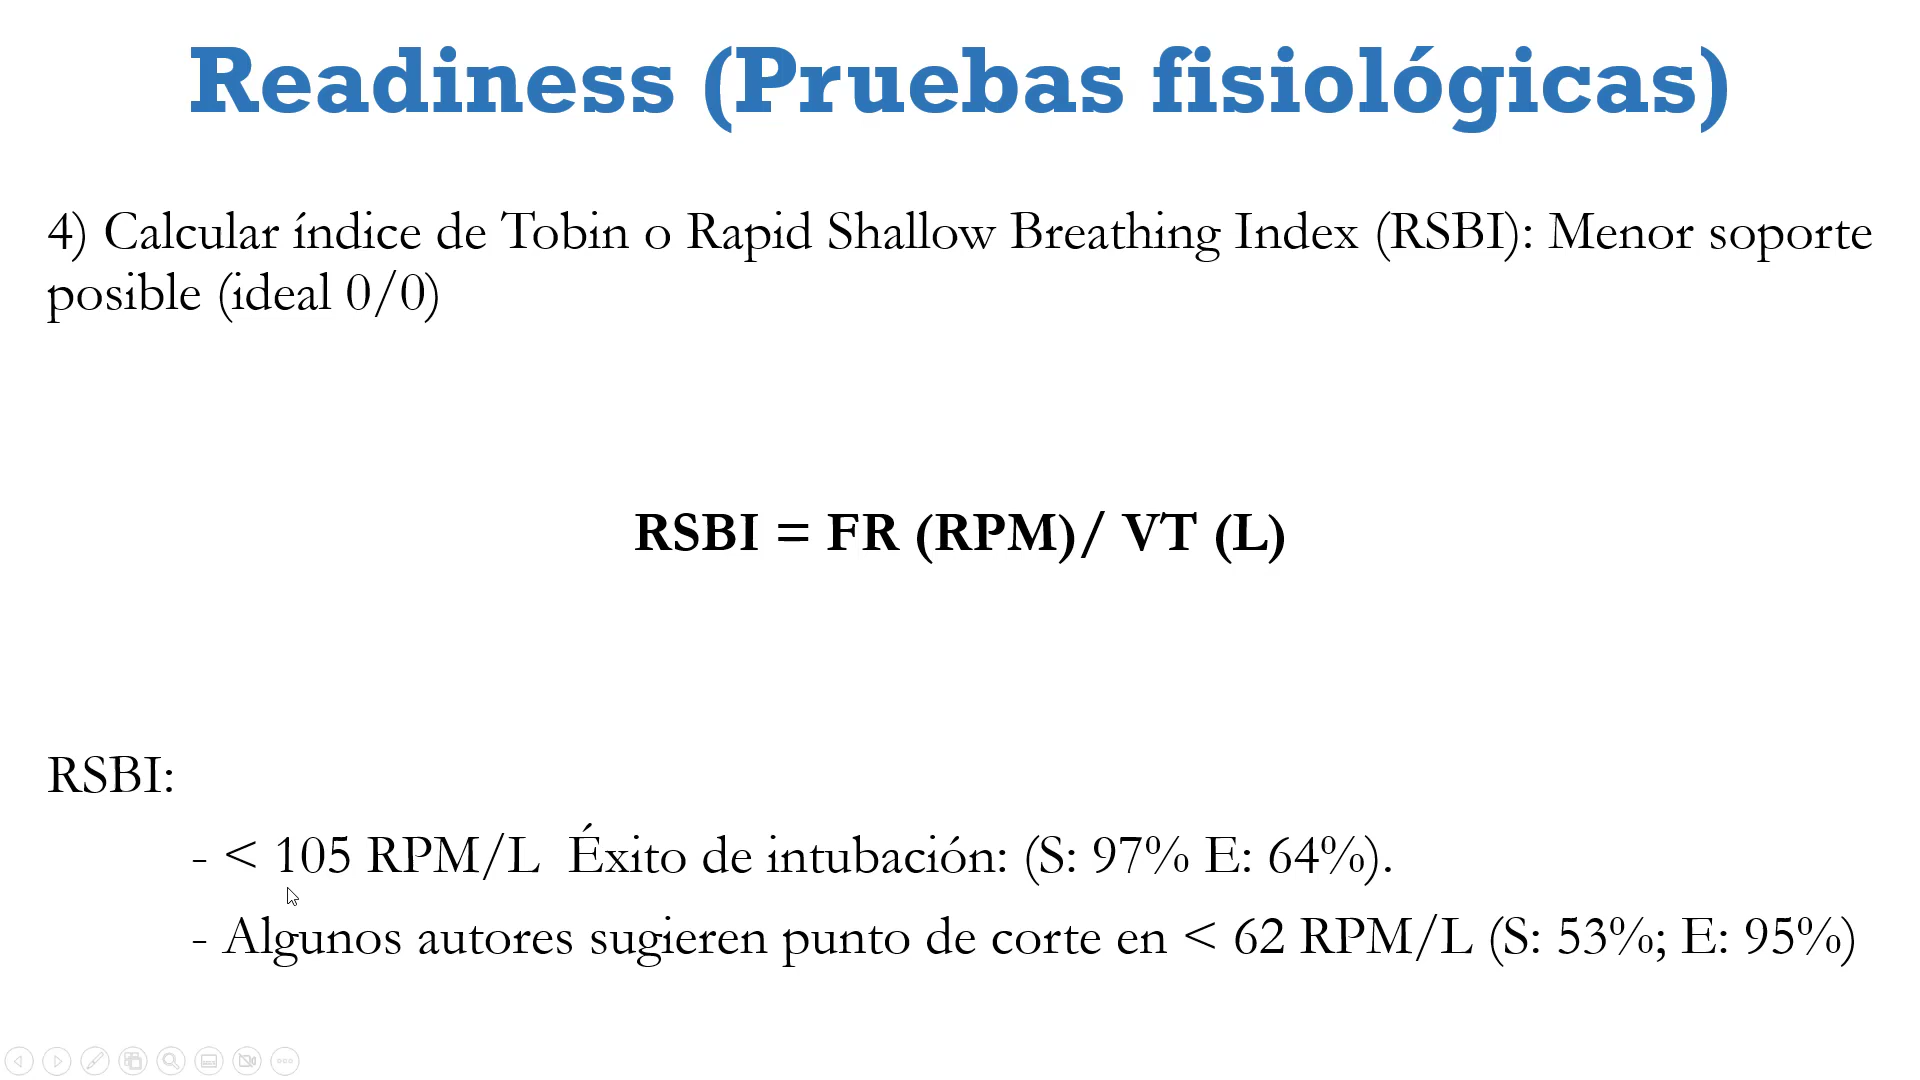 Readiness (Pruebas fisiológicas)
4) Calcular índice de Tobin o Rapid Shallow Breathing Index (RSBI): Menor soporte
posible (ideal 0/0)
RSBI = FR (RPM)/ VT (L)
RSBI:
- < 105 RPM/L Éxito de intubación: (S: 97% E: 64%).
- Algunos autores sugieren punto de corte en < 62 RPM/L (S: 53%; E: 95%)